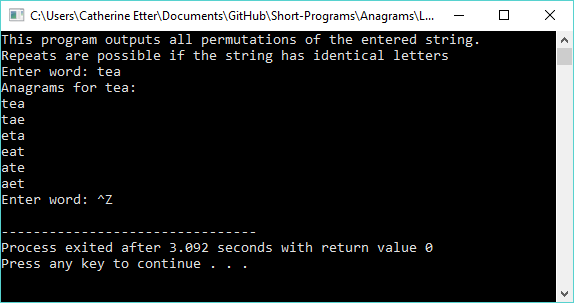 C:\Users\Catherine Etter\Documents\GitHub\Short-Programs\Anagrams\L...
This program outputs all permutations of the entered string.
Repeats are possible if the string has identical letters
Enter word: tea
Anagrams for tea:
tea
tae
eta
eat
ate
aet
Enter word: ^Z
--------------------------------
Process exited after 3.092 seconds with return value 0
Press any key to continue . . .